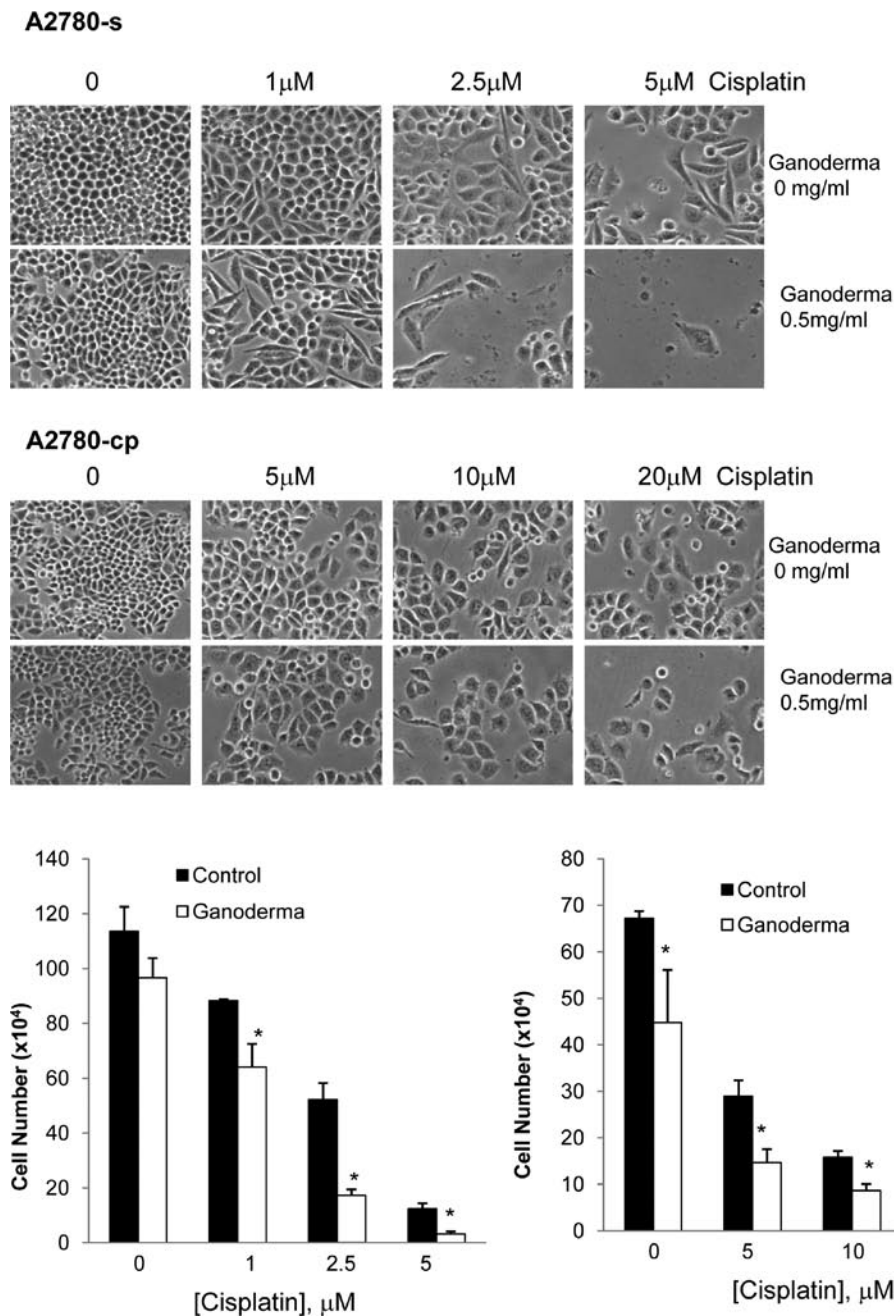 A2780-s
0 1μM 2.5μM 5μM Cisplatin
Ganoderma
0 mg/ml
Ganoderma
0.5mg/ml
A2780-cp
0 5μM 10μM 20μM Cisplatin
Ganoderma
0 mg/ml
Ganoderma
0.5mg/ml
140
120
100
80
60
40
20
0
Cell Number (x10⁴)
Control
Ganoderma
*
*
*
0 1 2.5 5
[Cisplatin], μM
80
70
60
50
40
30
20
10
0
Cell Number (x10⁴)
Control
Ganoderma
*
*
*
0 5 10
[Cisplatin], μM